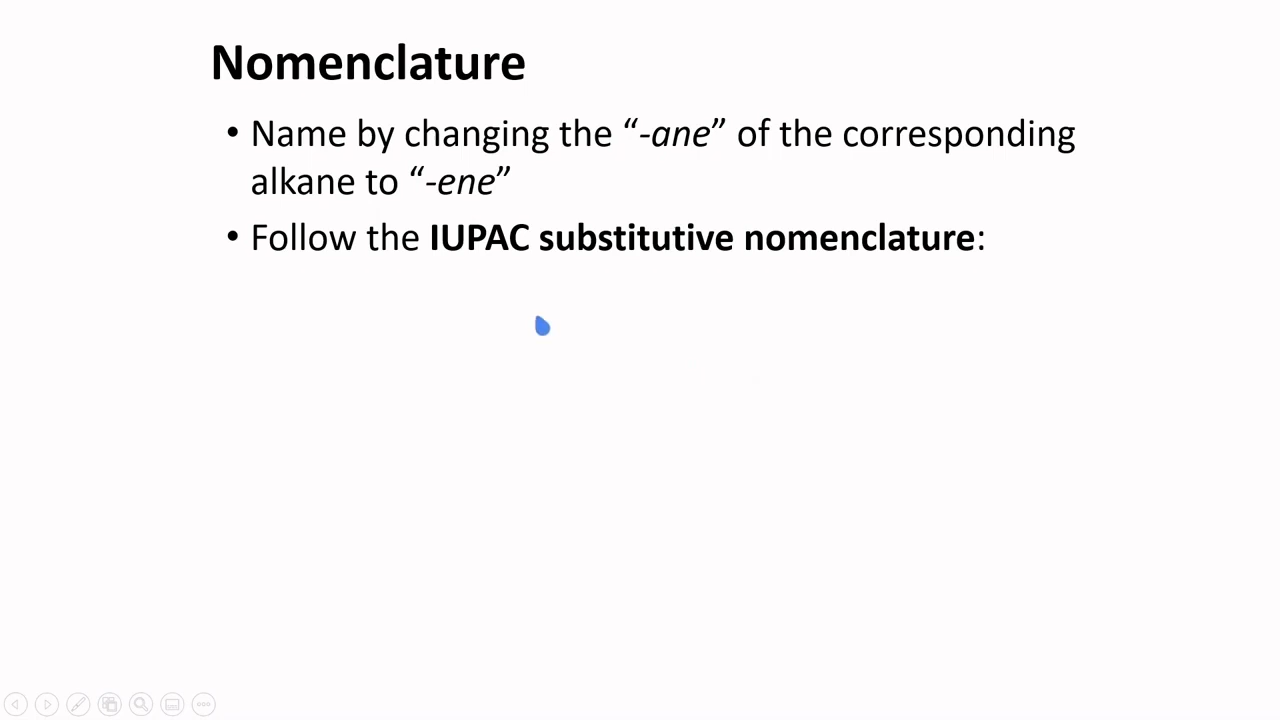 Nomenclature
• Name by changing the “-ane” of the corresponding
alkane to “-ene”
• Follow the IUPAC substitutive nomenclature: